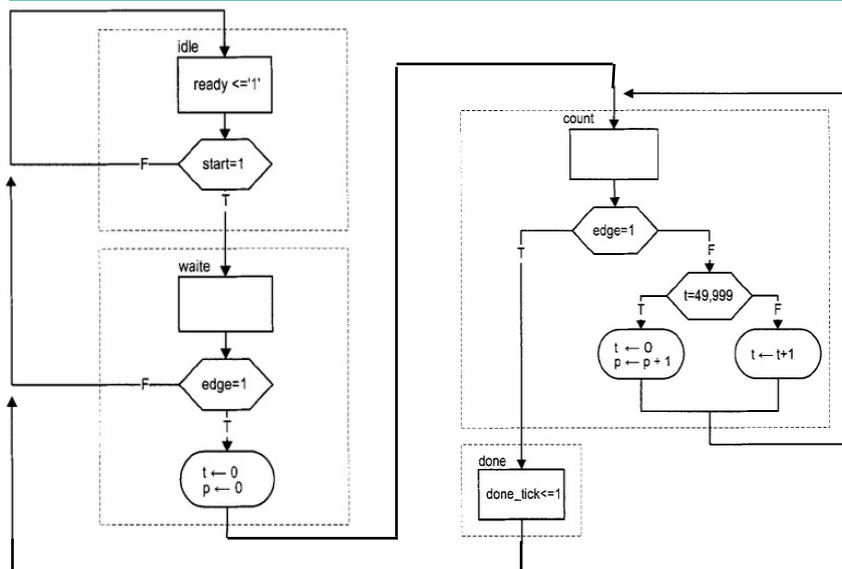 idle
ready <='1'
start=1
F
T
waite
edge=1
F
T
t ← 0
p ← 0
count
edge=1
T
F
t=49,999
T
F
t ← 0
p ← p + 1
t ← t+1
done
done_tick<=1